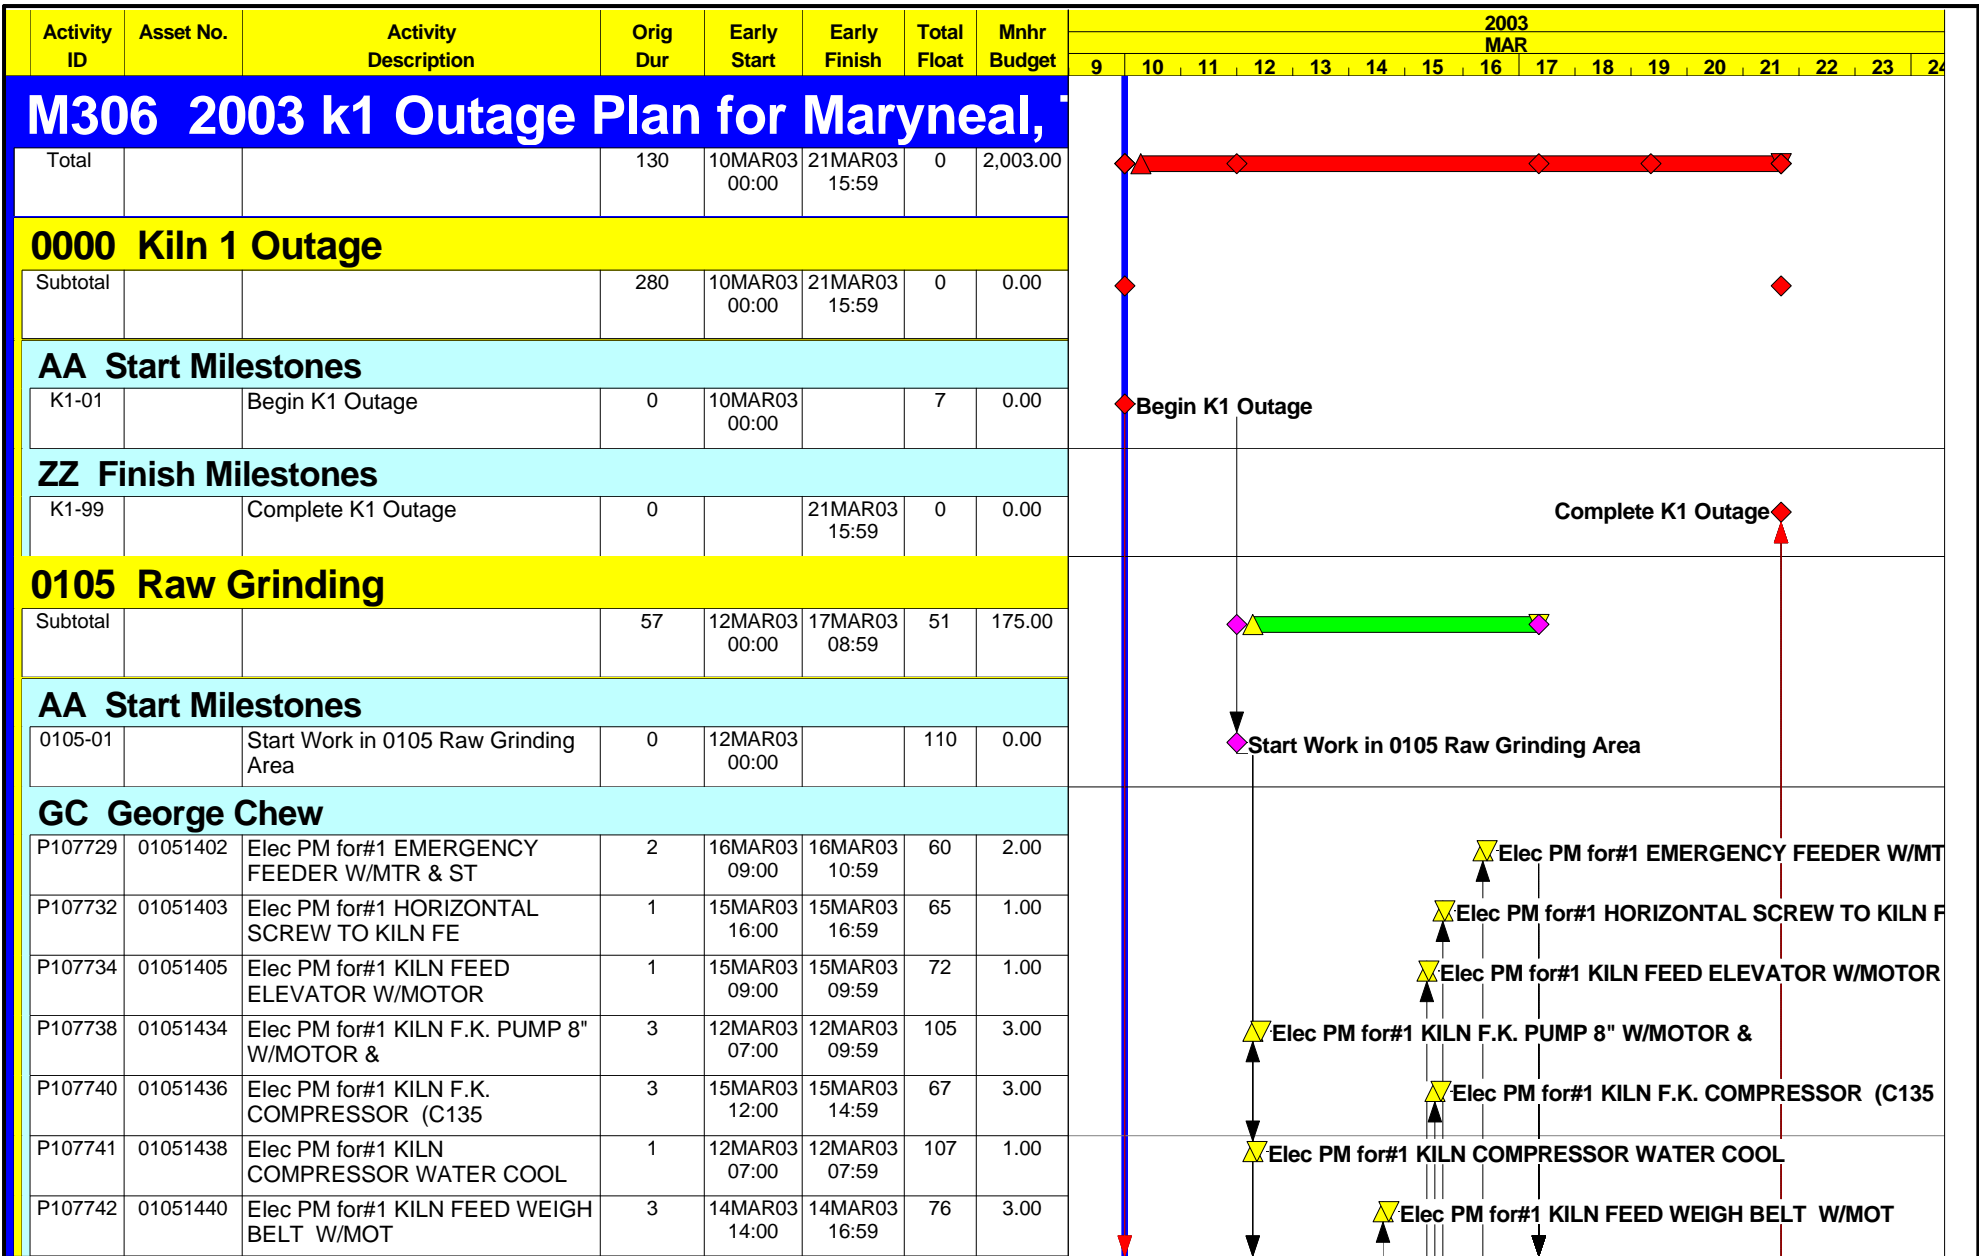 Activity ID Asset No. Activity Description Orig Dur Early Start Early Finish Total Float Mnhr Budget
2003
MAR
9 10 11 12 13 14 15 16 17 18 19 20 21 22 23 24
M306 2003 k1 Outage Plan for Maryneal,
Total 130 10MAR03 00:00 21MAR03 15:59 0 2,003.00
0000 Kiln 1 Outage
Subtotal 280 10MAR03 00:00 21MAR03 15:59 0 0.00
AA Start Milestones
K1-01 Begin K1 Outage 0 10MAR03 00:00 7 0.00
Begin K1 Outage
ZZ Finish Milestones
K1-99 Complete K1 Outage 0 21MAR03 15:59 0 0.00
Complete K1 Outage
0105 Raw Grinding
Subtotal 57 12MAR03 00:00 17MAR03 08:59 51 175.00
AA Start Milestones
0105-01 Start Work in 0105 Raw Grinding Area 0 12MAR03 00:00 110 0.00
Start Work in 0105 Raw Grinding Area
GC George Chew
P107729 01051402 Elec PM for#1 EMERGENCY FEEDER W/MTR & ST 2 16MAR03 09:00 16MAR03 10:59 60 2.00
Elec PM for#1 EMERGENCY FEEDER W/MT
P107732 01051403 Elec PM for#1 HORIZONTAL SCREW TO KILN FE 1 15MAR03 16:00 15MAR03 16:59 65 1.00
Elec PM for#1 HORIZONTAL SCREW TO KILN F
P107734 01051405 Elec PM for#1 KILN FEED ELEVATOR W/MOTOR 1 15MAR03 09:00 15MAR03 09:59 72 1.00
Elec PM for#1 KILN FEED ELEVATOR W/MOTOR
P107738 01051434 Elec PM for#1 KILN F.K. PUMP 8" W/MOTOR & 3 12MAR03 07:00 12MAR03 09:59 105 3.00
Elec PM for#1 KILN F.K. PUMP 8" W/MOTOR &
P107740 01051436 Elec PM for#1 KILN F.K. COMPRESSOR (C135 3 15MAR03 12:00 15MAR03 14:59 67 3.00
Elec PM for#1 KILN F.K. COMPRESSOR (C135
P107741 01051438 Elec PM for#1 KILN COMPRESSOR WATER COOL 1 12MAR03 07:00 12MAR03 07:59 107 1.00
Elec PM for#1 KILN COMPRESSOR WATER COOL
P107742 01051440 Elec PM for#1 KILN FEED WEIGH BELT W/MOT 3 14MAR03 14:00 14MAR03 16:59 76 3.00
Elec PM for#1 KILN FEED WEIGH BELT W/MOT